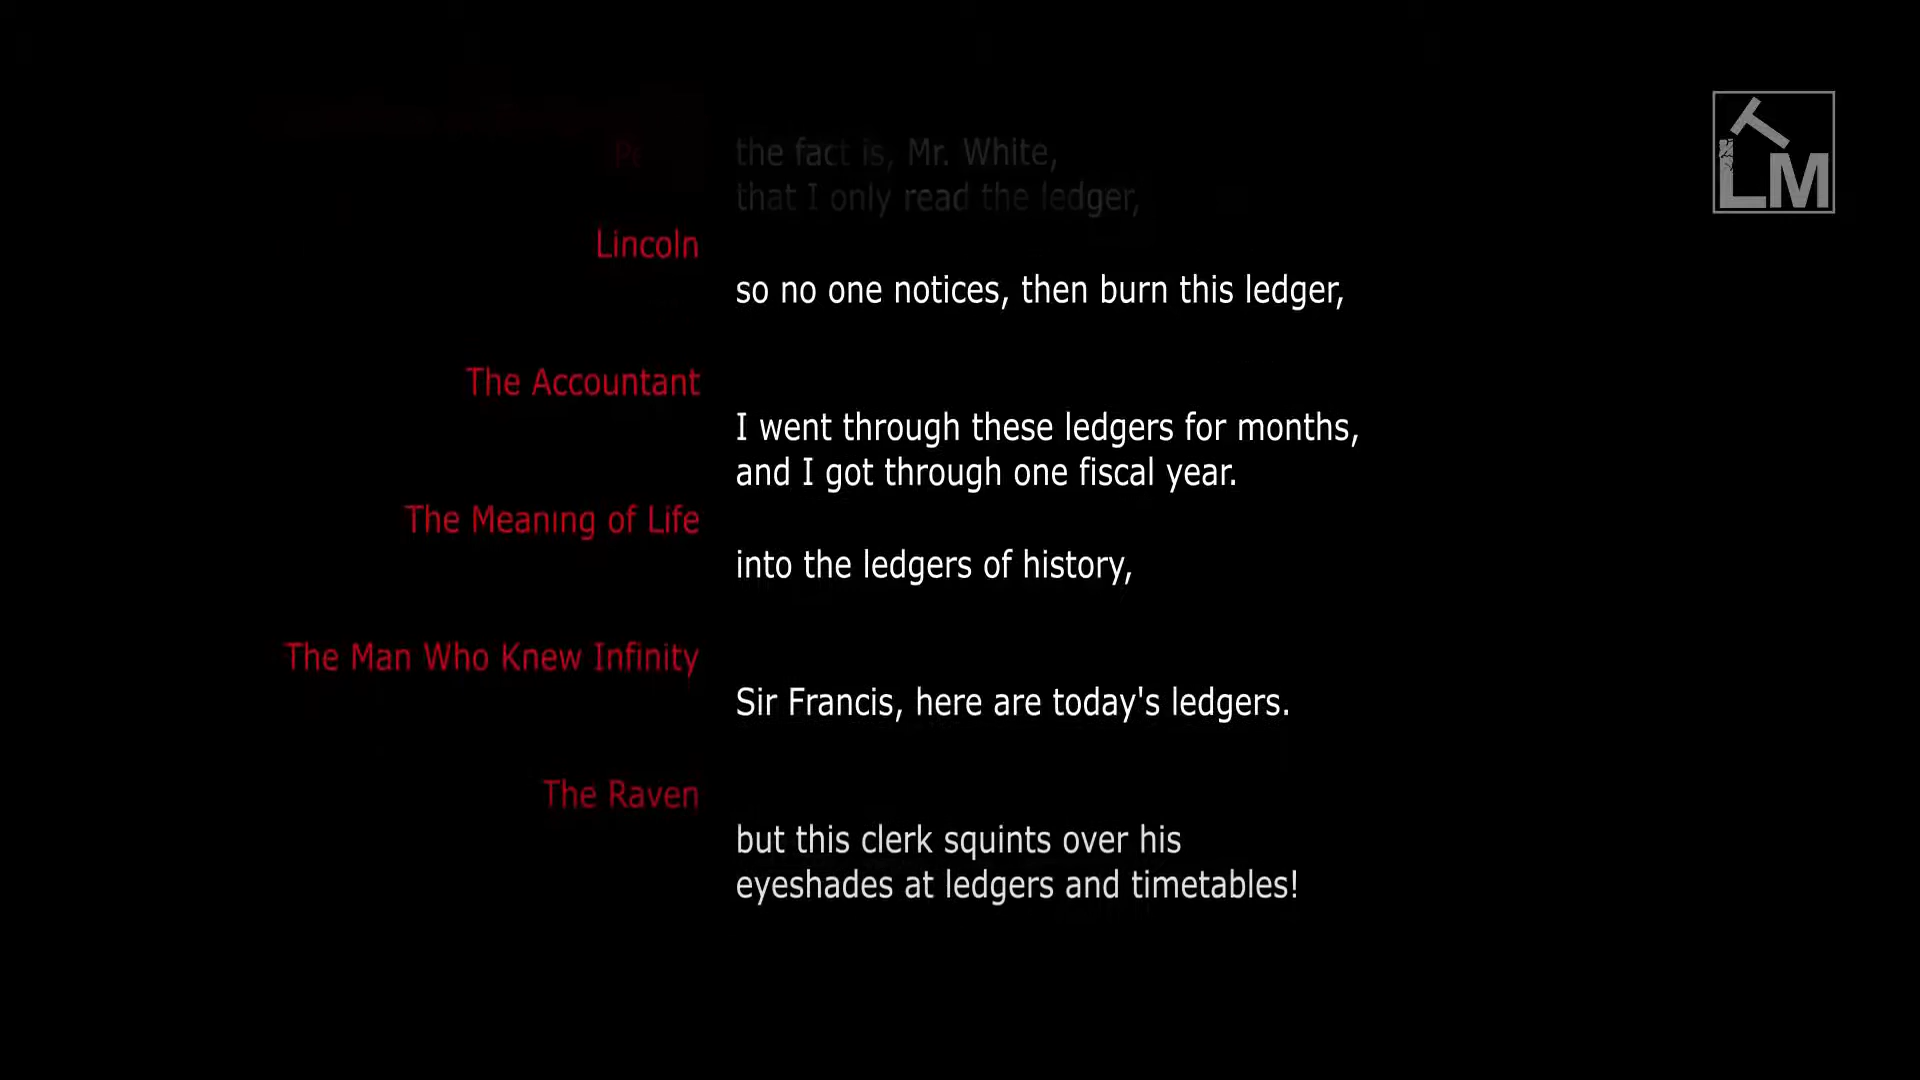 the fact is, Mr. White,
that I only read the ledger,
Lincoln
so no one notices, then burn this ledger,
The Accountant
I went through these ledgers for months,
and I got through one fiscal year.
The Meaning of Life
into the ledgers of history,
The Man Who Knew Infinity
Sir Francis, here are today's ledgers.
The Raven
but this clerk squints over his
eyeshades at ledgers and timetables!
TLM